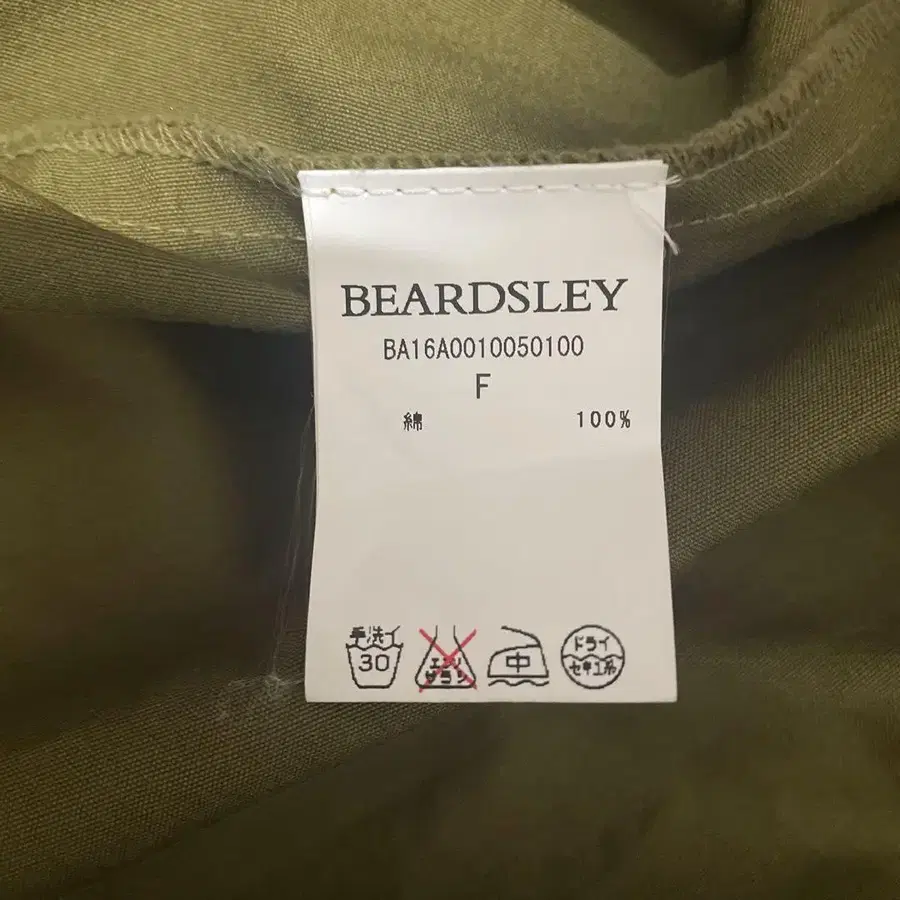 BEARDSLEY
BA16A0010050100
F
綿 100%
手洗イ
30
エンソ
サラシ
中
ドライ
セキユ系